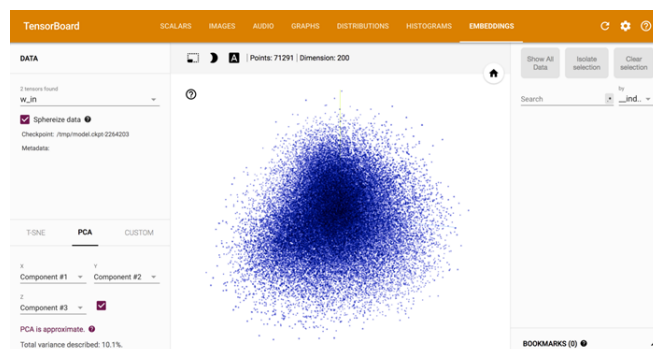 TensorBoard
SCALARS IMAGES AUDIO GRAPHS DISTRIBUTIONS HISTOGRAMS EMBEDDINGS
DATA
A Points: 71291 | Dimension: 200
Show All Data
Isolate selection
Clear selection
2 tensors found
w_in
by
Search .* __ind..
Sphereize data
Checkpoint: /tmp/model.ckpt-2264203
Metadata:
T-SNE PCA CUSTOM
X Y
Component #1 Component #2
Z
Component #3
PCA is approximate.
Total variance described: 10.1%.
BOOKMARKS (0)